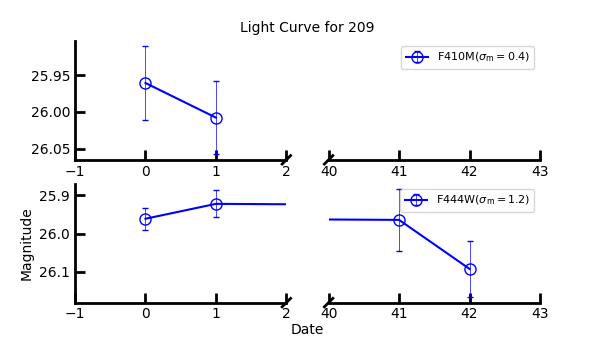 Light Curve for 209
F410M(σm = 0.4)
25.95
26.00
26.05
−1 0 1 2 40 41 42 43
F444W(σm = 1.2)
25.9
26.0
26.1
Magnitude
−1 0 1 2 40 41 42 43
Date